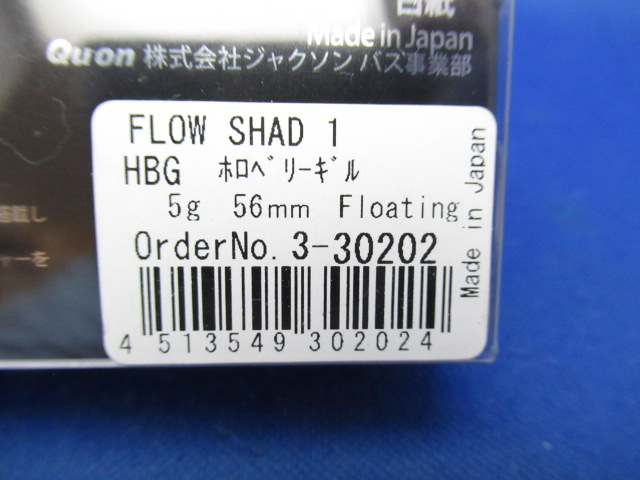 Made in Japan
Quon 株式会社ジャクソン バス事業部
FLOW SHAD 1
HBG ﾎﾛﾍﾞﾘｰｷﾞﾙ
5g 56mm Floating
OrderNo. 3-30202
4 513549 302024
Made in Japan